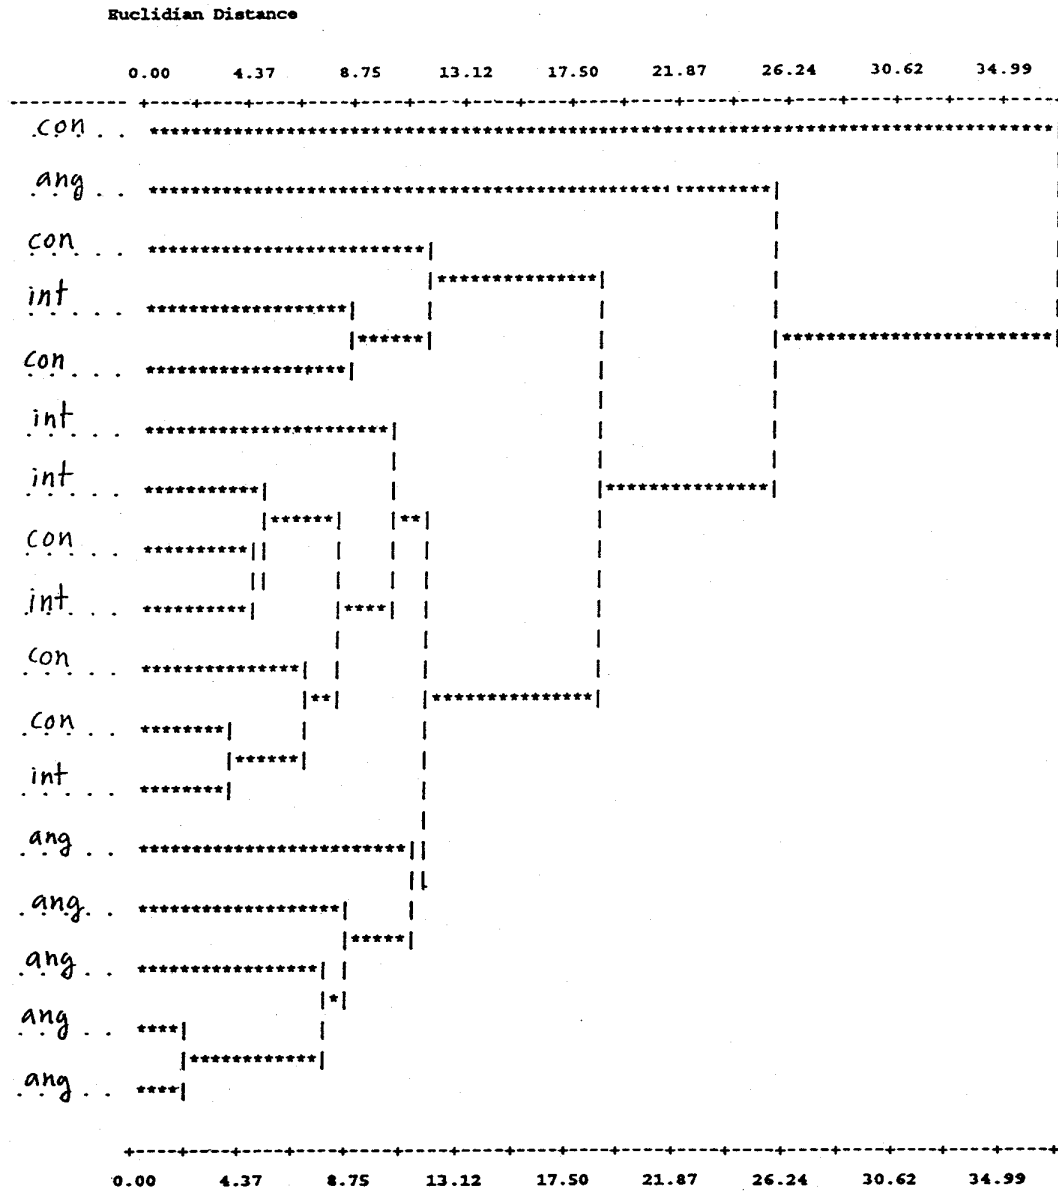 Euclidian Distance
0.00 4.37 8.75 13.12 17.50 21.87 26.24 30.62 34.99
con
ang
con
int
con
int
int
con
int
con
con
int
ang
ang
ang
ang
ang
0.00 4.37 8.75 13.12 17.50 21.87 26.24 30.62 34.99